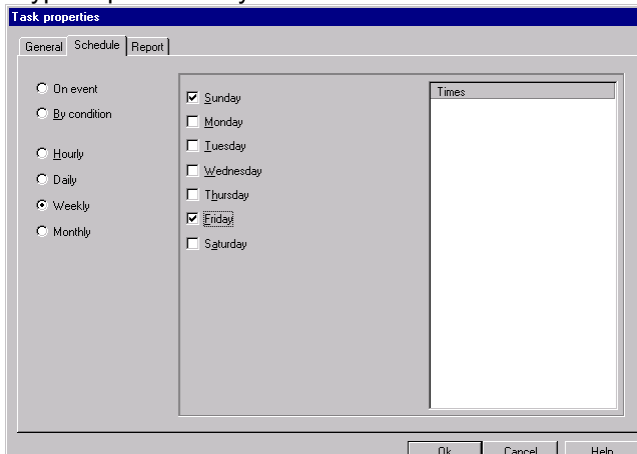 Task properties
General Schedule Report
On event
By condition
Hourly
Daily
Weekly
Monthly
Sunday
Monday
Tuesday
Wednesday
Thursday
Friday
Saturday
Times
Ok Cancel Help